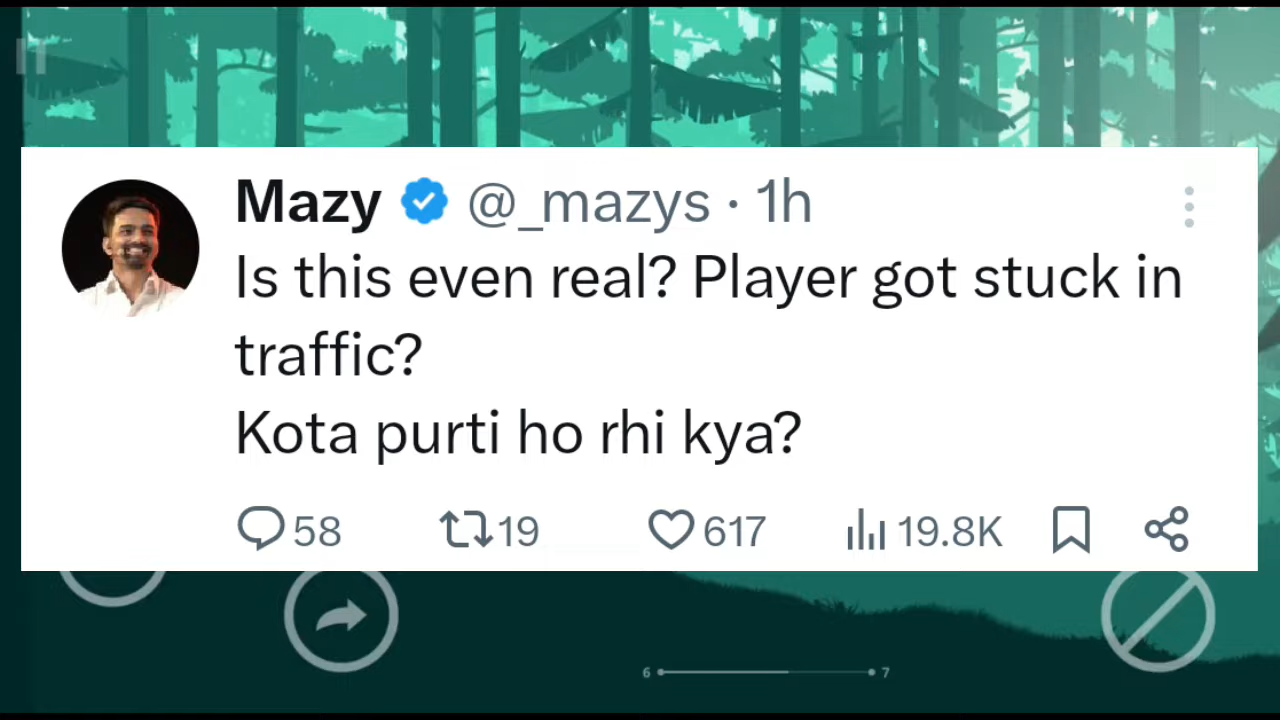 Mazy @_mazys · 1h
Is this even real? Player got stuck in
traffic?
Kota purti ho rhi kya?
58 19 617 19.8K
6 7